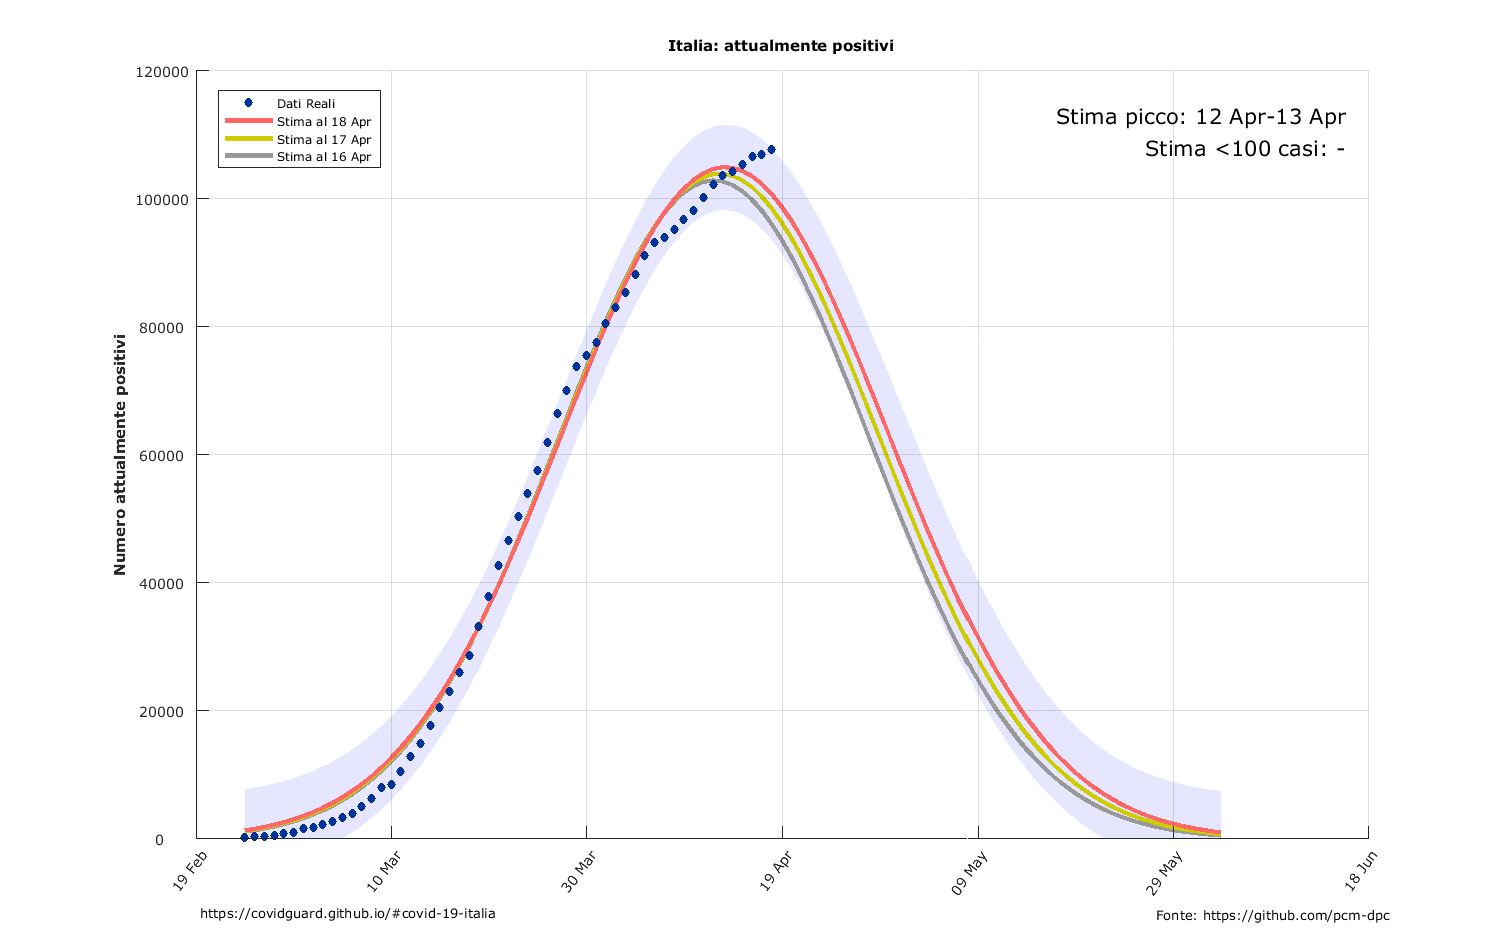 Italia: attualmente positivi
120000
100000
80000
60000
40000
20000
0
Numero attualmente positivi
Dati Reali
Stima al 18 Apr
Stima al 17 Apr
Stima al 16 Apr
Stima picco: 12 Apr-13 Apr
Stima <100 casi: -
19 Feb
10 Mar
30 Mar
19 Apr
09 May
29 May
18 Jun
https://covidguard.github.io/#covid-19-italia
Fonte: https://github.com/pcm-dpc